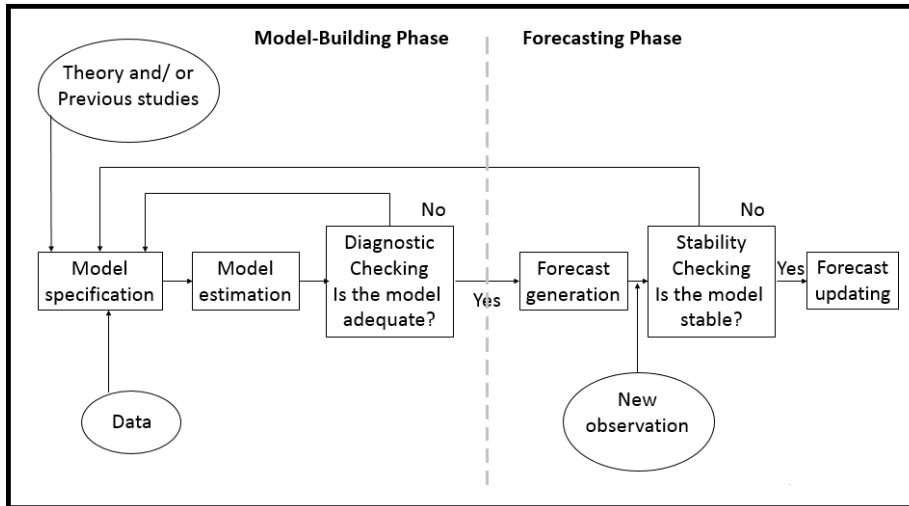 Model-Building Phase
Forecasting Phase
Theory and/ or
Previous studies
No
No
Model
specification
Model
estimation
Diagnostic
Checking
Is the model
adequate?
Yes
Forecast
generation
Stability
Checking
Is the model
stable?
Yes
Forecast
updating
Data
New
observation